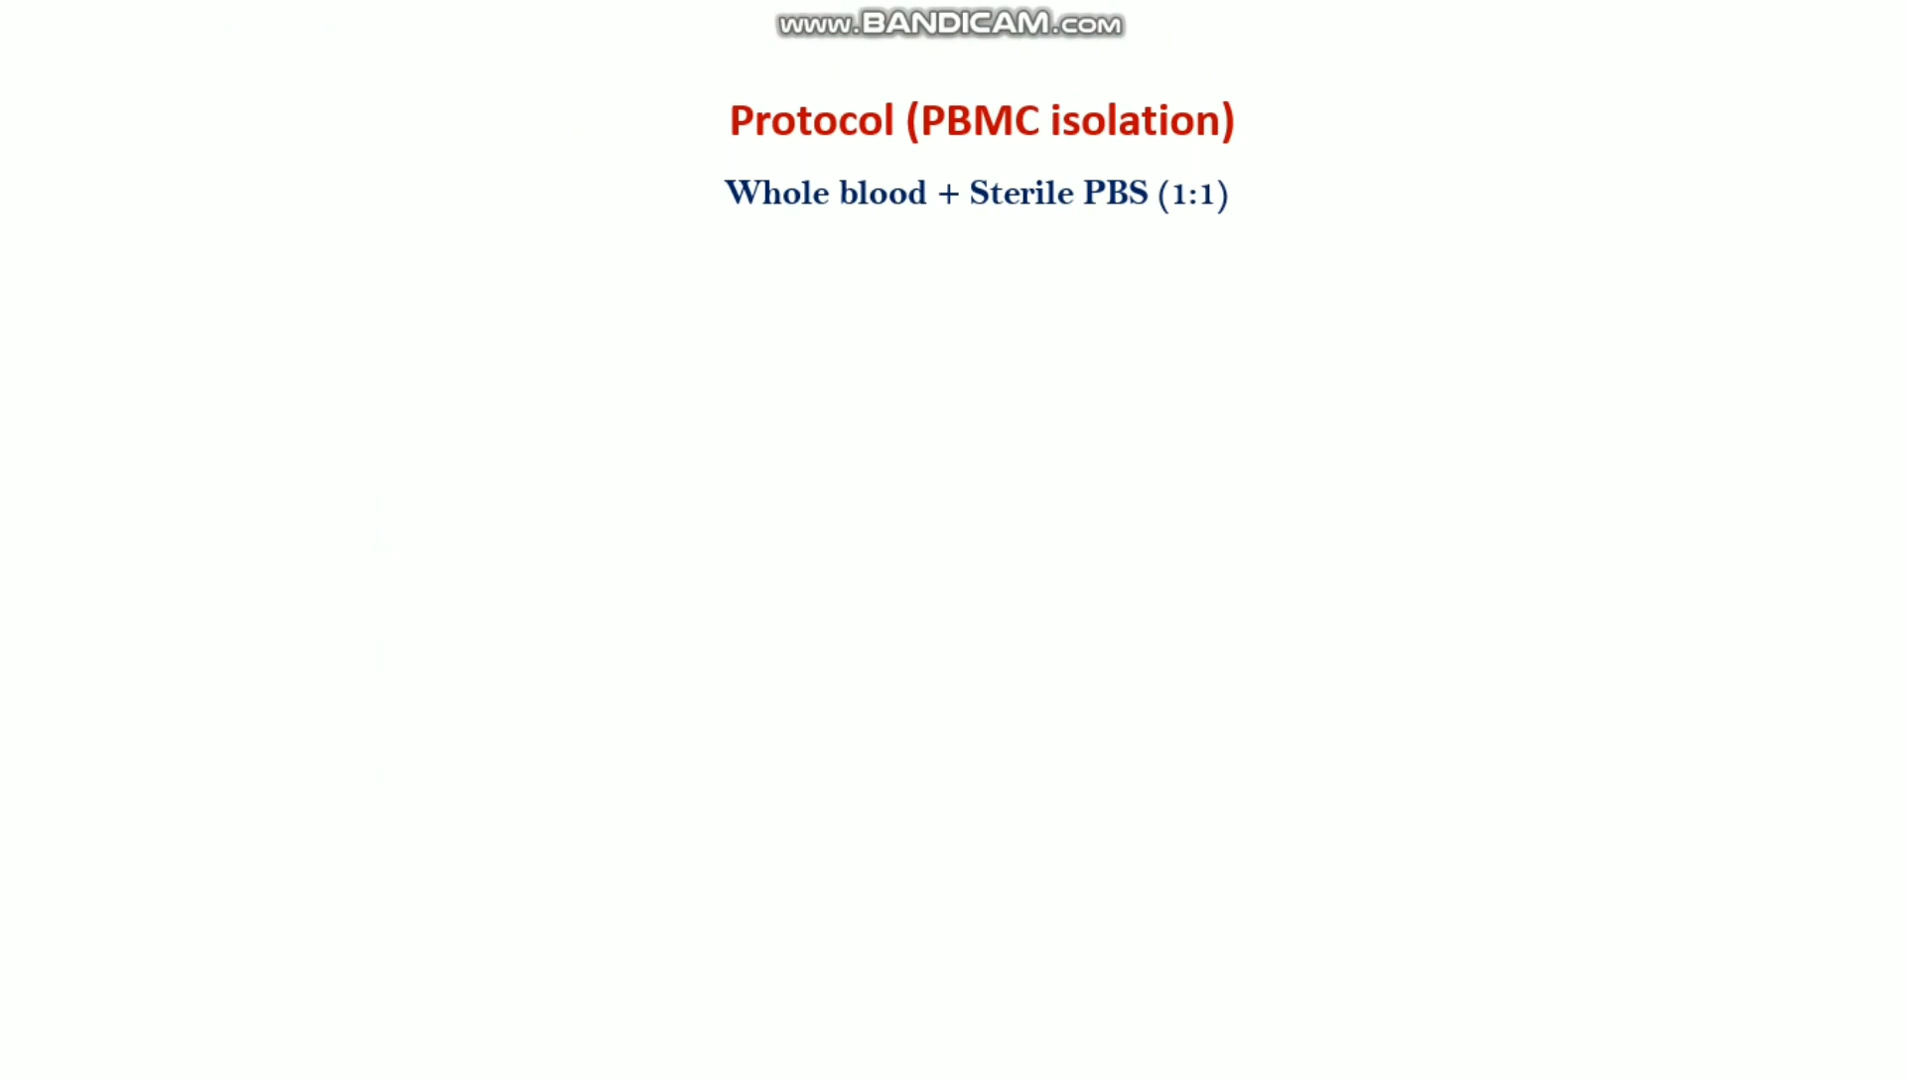 www.BANDICAM.com
Protocol (PBMC isolation)
Whole blood + Sterile PBS (1:1)